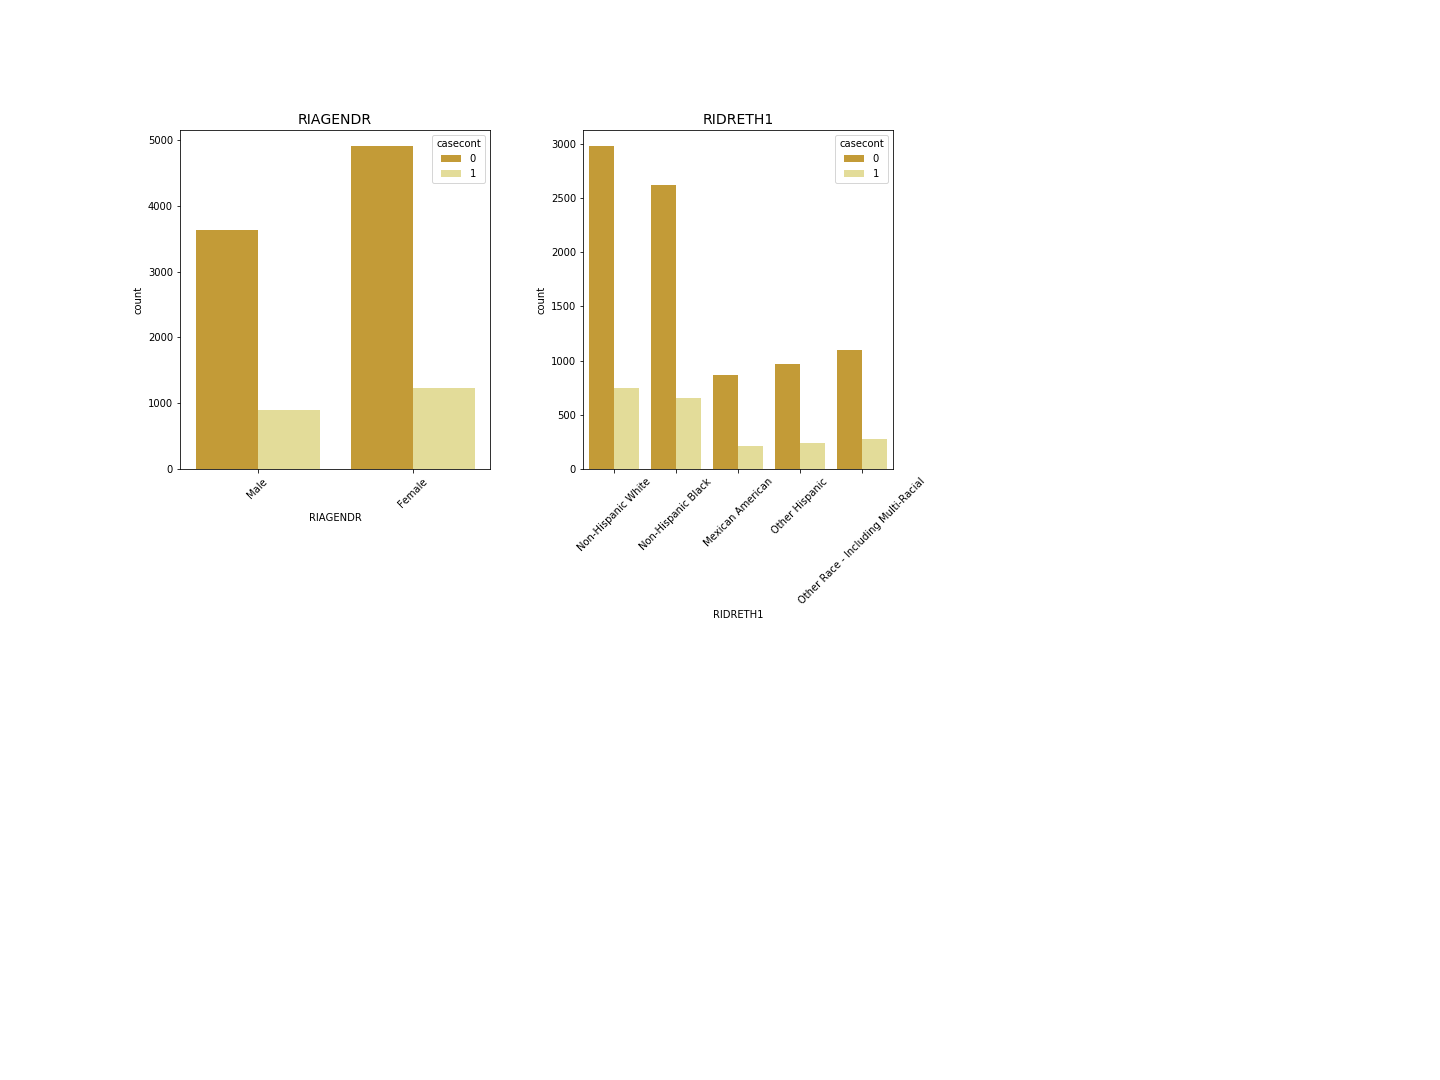 RIAGENDR
casecont
0
1
5000
4000
3000
2000
1000
0
count
Male
Female
RIAGENDR
RIDRETH1
casecont
0
1
3000
2500
2000
1500
1000
500
0
count
Non-Hispanic White
Non-Hispanic Black
Mexican American
Other Hispanic
Other Race - Including Multi-Racial
RIDRETH1